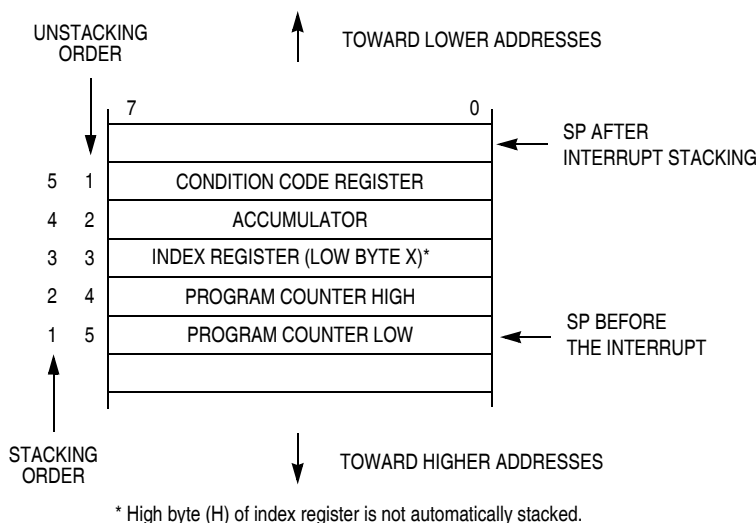 UNSTACKING
ORDER
TOWARD LOWER ADDRESSES
7 0
SP AFTER
INTERRUPT STACKING
5 1 CONDITION CODE REGISTER
4 2 ACCUMULATOR
3 3 INDEX REGISTER (LOW BYTE X)*
2 4 PROGRAM COUNTER HIGH
1 5 PROGRAM COUNTER LOW
SP BEFORE
THE INTERRUPT
STACKING
ORDER
TOWARD HIGHER ADDRESSES
* High byte (H) of index register is not automatically stacked.